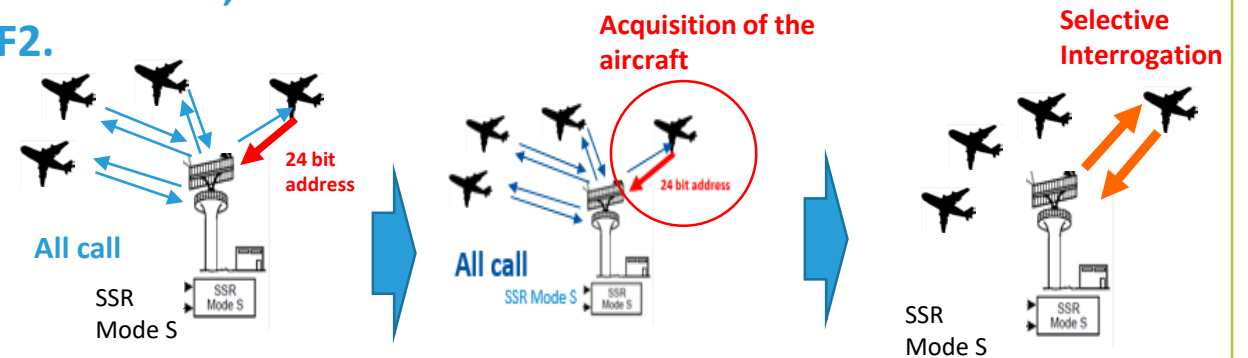 F2.
24 bit
address
All call
SSR
Mode S
SSR
Mode S
Acquisition of the
aircraft
24 bit address
All call
SSR Mode S
SSR
Mode S
Selective
Interrogation
SSR
Mode S
SSR
Mode S